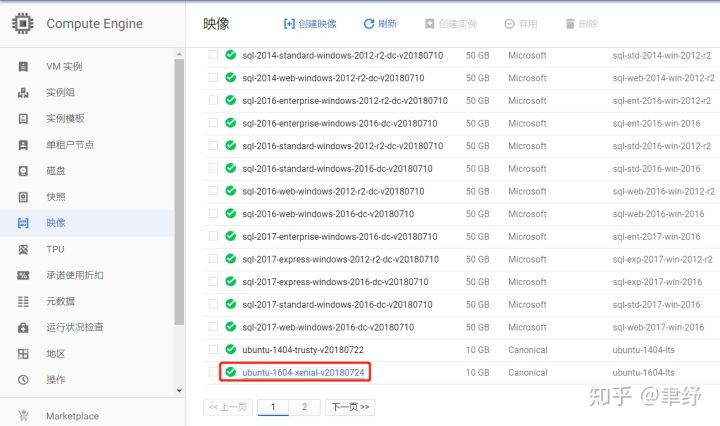 Compute Engine
VM 实例
实例组
实例模板
单租户节点
磁盘
快照
映像
TPU
承诺使用折扣
元数据
运行状况检查
地区
操作
Marketplace
映像 创建映像 刷新 创建实例 弃用 删除
sql-2014-standard-windows-2012-r2-dc-v20180710 50 GB Microsoft sql-std-2014-win-2012-r2
sql-2014-web-windows-2012-r2-dc-v20180710 50 GB Microsoft sql-web-2014-win-2012-r2
sql-2016-enterprise-windows-2012-r2-dc-v20180710 50 GB Microsoft sql-ent-2016-win-2012-r2
sql-2016-enterprise-windows-2016-dc-v20180710 50 GB Microsoft sql-ent-2016-win-2016
sql-2016-standard-windows-2012-r2-dc-v20180710 50 GB Microsoft sql-std-2016-win-2012-r2
sql-2016-standard-windows-2016-dc-v20180710 50 GB Microsoft sql-std-2016-win-2016
sql-2016-web-windows-2012-r2-dc-v20180710 50 GB Microsoft sql-web-2016-win-2012-r2
sql-2016-web-windows-2016-dc-v20180710 50 GB Microsoft sql-web-2016-win-2016
sql-2017-enterprise-windows-2016-dc-v20180710 50 GB Microsoft sql-ent-2017-win-2016
sql-2017-express-windows-2012-r2-dc-v20180710 50 GB Microsoft sql-exp-2017-win-2012-r2
sql-2017-express-windows-2016-dc-v20180710 50 GB Microsoft sql-exp-2017-win-2016
sql-2017-standard-windows-2016-dc-v20180710 50 GB Microsoft sql-std-2017-win-2016
sql-2017-web-windows-2016-dc-v20180710 50 GB Microsoft sql-web-2017-win-2016
ubuntu-1404-trusty-v20180722 10 GB Canonical ubuntu-1404-lts
ubuntu-1604-xenial-v20180724 10 GB Canonical ubuntu-1604-lts
<< 上一页 1 2 下一页 >>
知乎 @聿纾